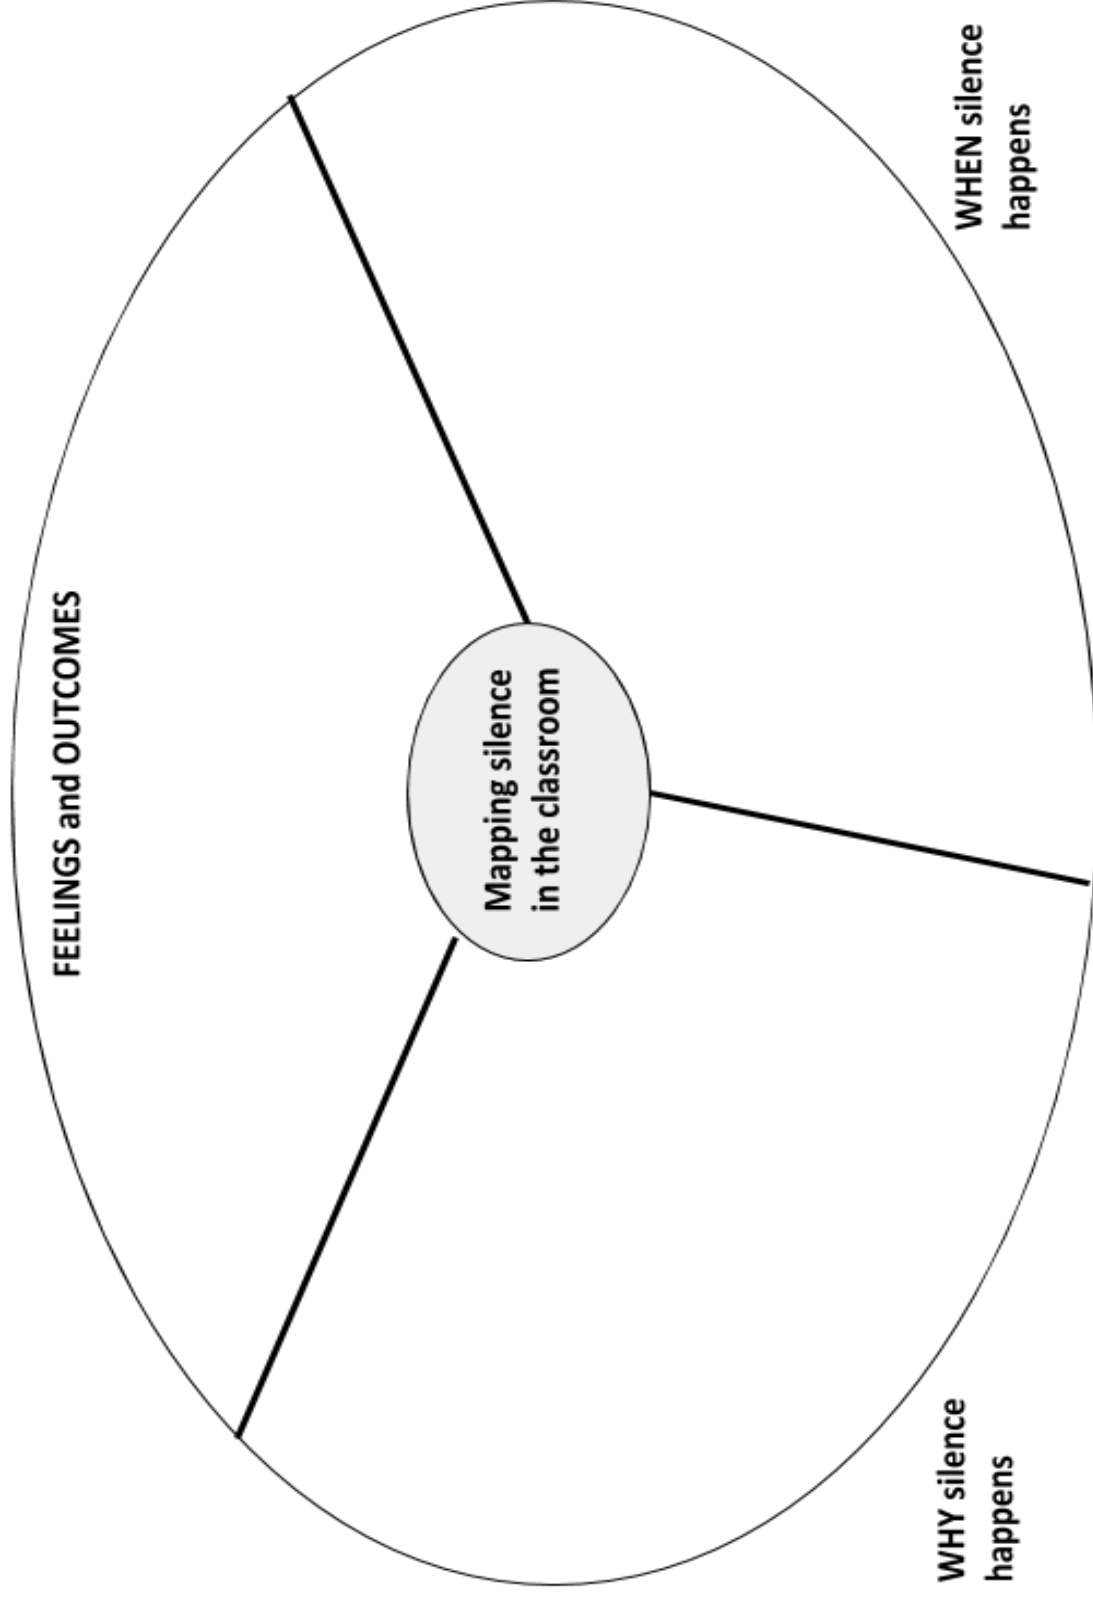 FEELINGS and OUTCOMES
Mapping silence
in the classroom
WHY silence
happens
WHEN silence
happens